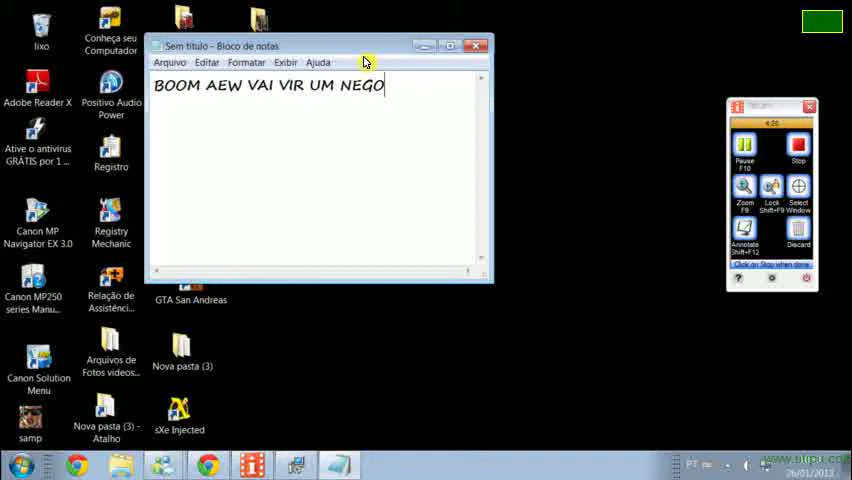 lixo
Conheça seu
Computador
Adobe Reader X
Positivo Audio
Power
Ative o antivirus
GRÁTIS por 1 ...
Registro
Canon MP
Navigator EX 3.0
Registry
Mechanic
Canon MP250
series Manu...
Relação de
Assistênci...
GTA San Andreas
Arquivos de
Fotos videos...
Nova pasta (3)
Canon Solution
Menu
samp
Nova pasta (3) -
Atalho
sXe Injected
Sem título - Bloco de notas
Arquivo Editar Formatar Exibir Ajuda
BOOM AEW VAI VIR UM NEGO
4:20
Pause
F10
Stop
Zoom
F9
Lock
Shift+F9
Select
Window
Annotate
Shift+F12
Discard
Click on Stop when done
PT
26/01/2013